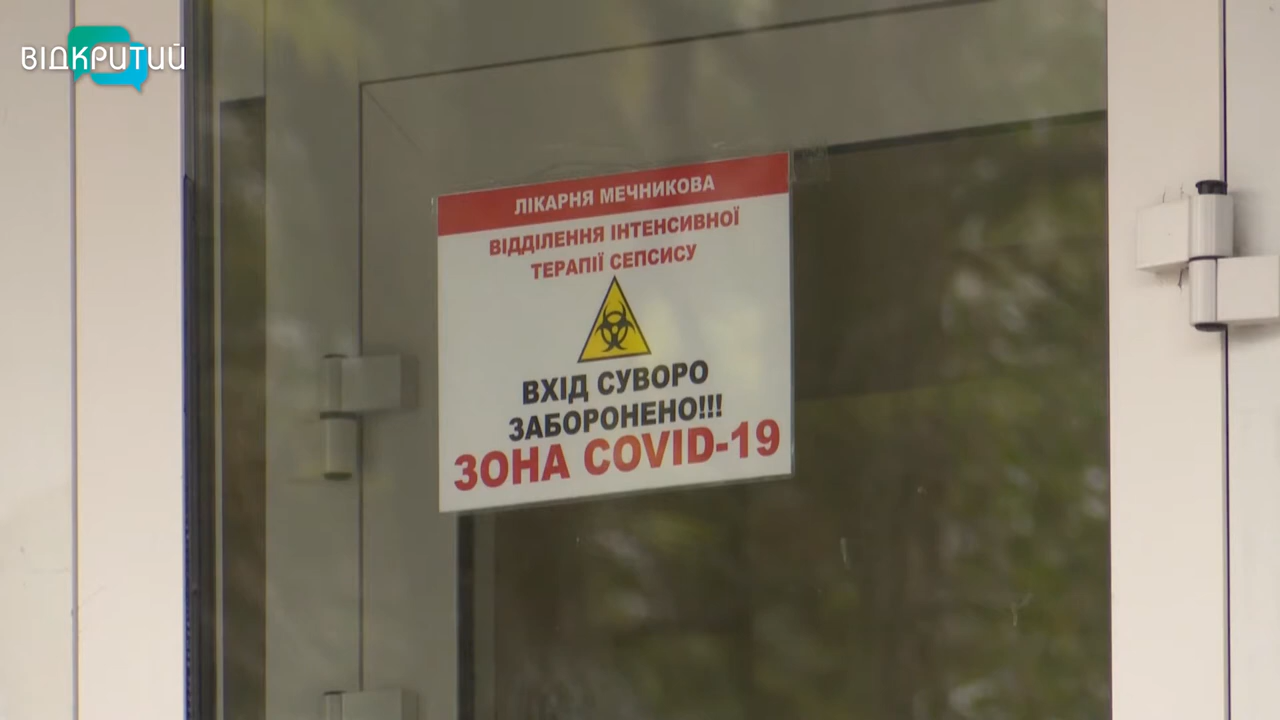 ВІДКРИТИЙ
ЛІКАРНЯ МЕЧНИКОВА
ВІДДІЛЕННЯ ІНТЕНСИВНОЇ
ТЕРАПІЇ СЕПСИСУ
ВХІД СУВОРО
ЗАБОРОНЕНО!!!
ЗОНА COVID-19